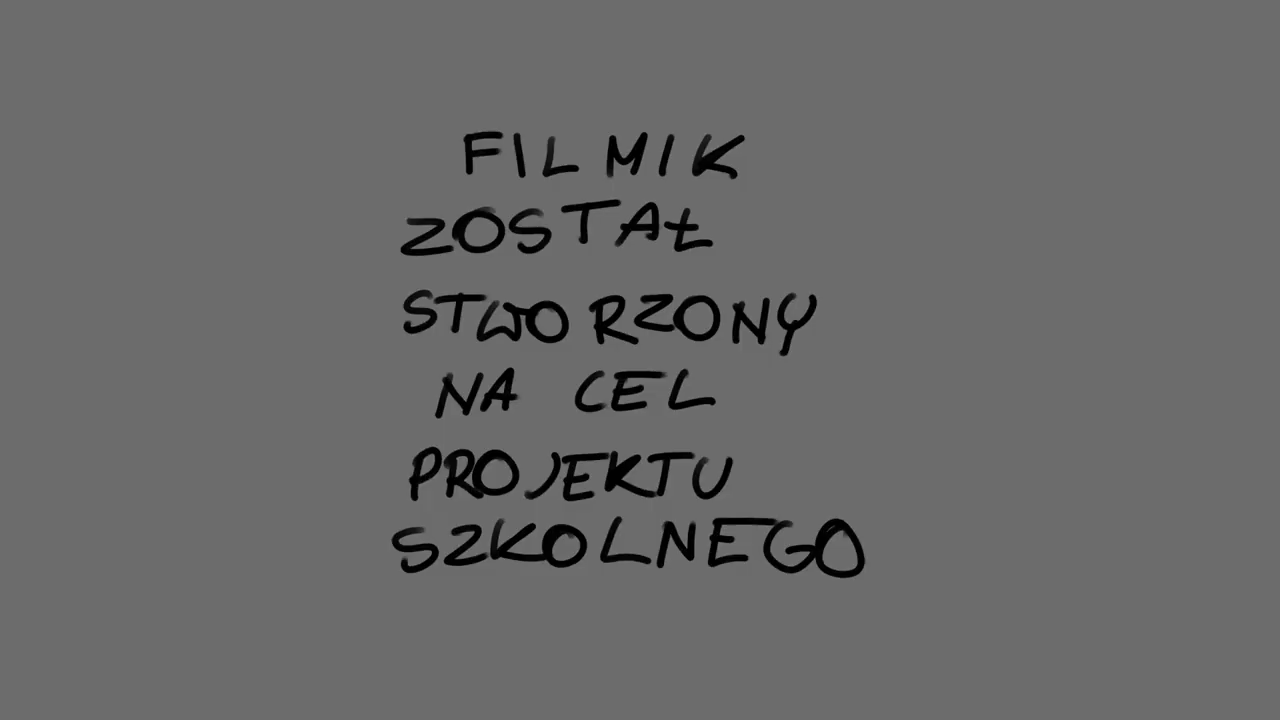 FILMIK
ZOSTAŁ
STWORZONY
NA CEL
PROJEKTU
SZKOLNEGO